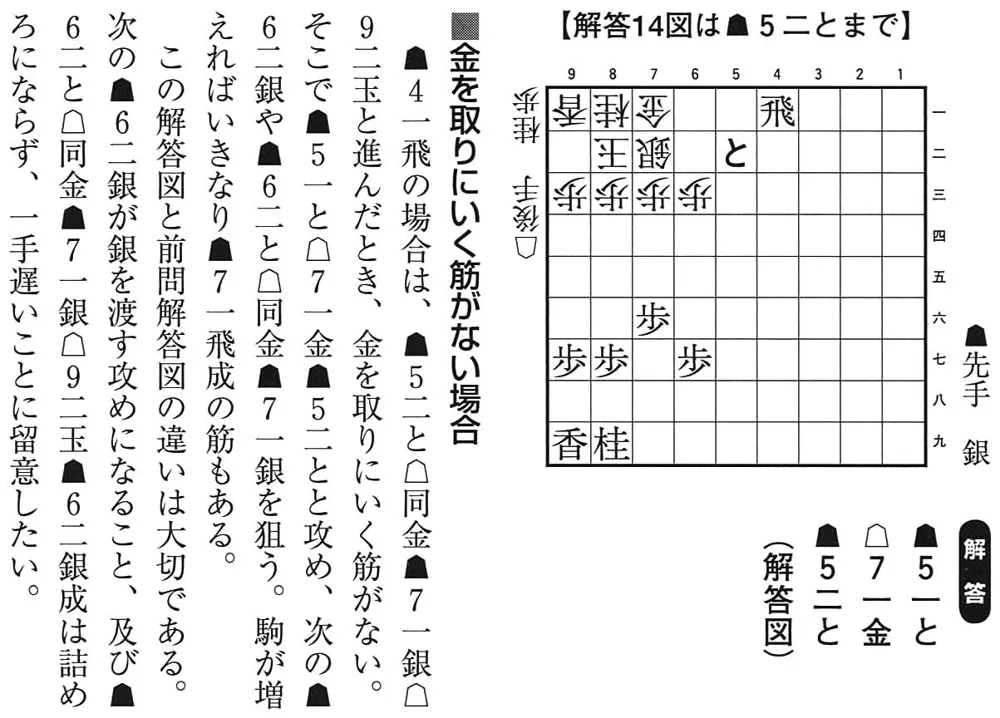 【解答14図は☗5二とまで】
9 8 7 6 5 4 3 2 1
香 桂 金 飛 一
王 銀 と 二
歩 歩 歩 歩 三
四
五
歩 六
歩 歩 歩 七
八
香 桂 九
☖後手 桂歩
☗先手 銀
解答
☗5一と
☖7一金
☗5二と
(解答図)
■金を取りにいく筋がない場合
☗4一飛の場合は、☗5二と☖同金☗7一銀☖
9二玉と進んだとき、金を取りにいく筋がない。
そこで☗5一と☖7一金☗5二とと攻め、次の☗
6二銀や☗6二と☖同金☗7一銀を狙う。駒が増
えればいきなり☗7一飛成の筋もある。
この解答図と前問解答図の違いは大切である。
次の☗6二銀が銀を渡す攻めになること、及び☗
6二と☖同金☗7一銀☖9二玉☗6二銀成は詰め
ろにならず、一手遅いことに留意したい。